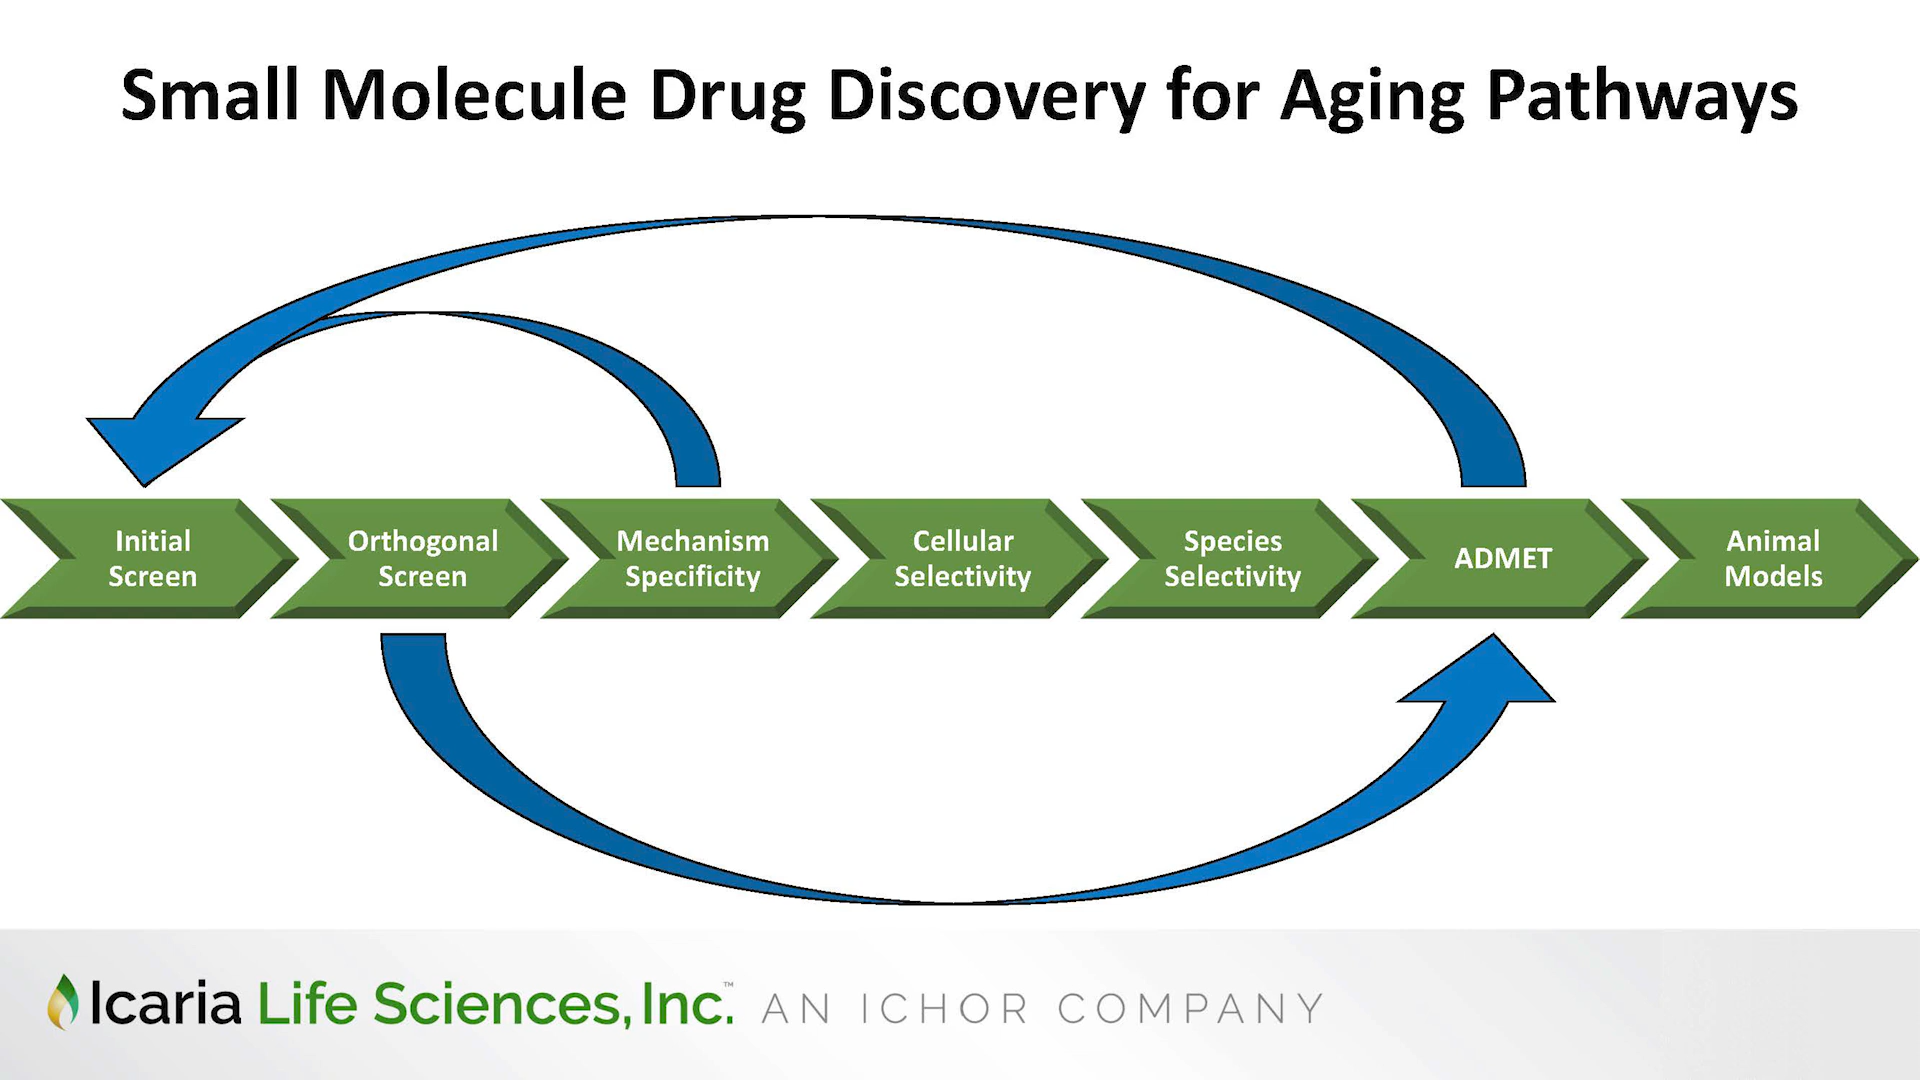 Small Molecule Drug Discovery for Aging Pathways
Initial
Screen
Orthogonal
Screen
Mechanism
Specificity
Cellular
Selectivity
Species
Selectivity
ADMET
Animal
Models
Icaria Life Sciences, Inc.™ AN ICHOR COMPANY